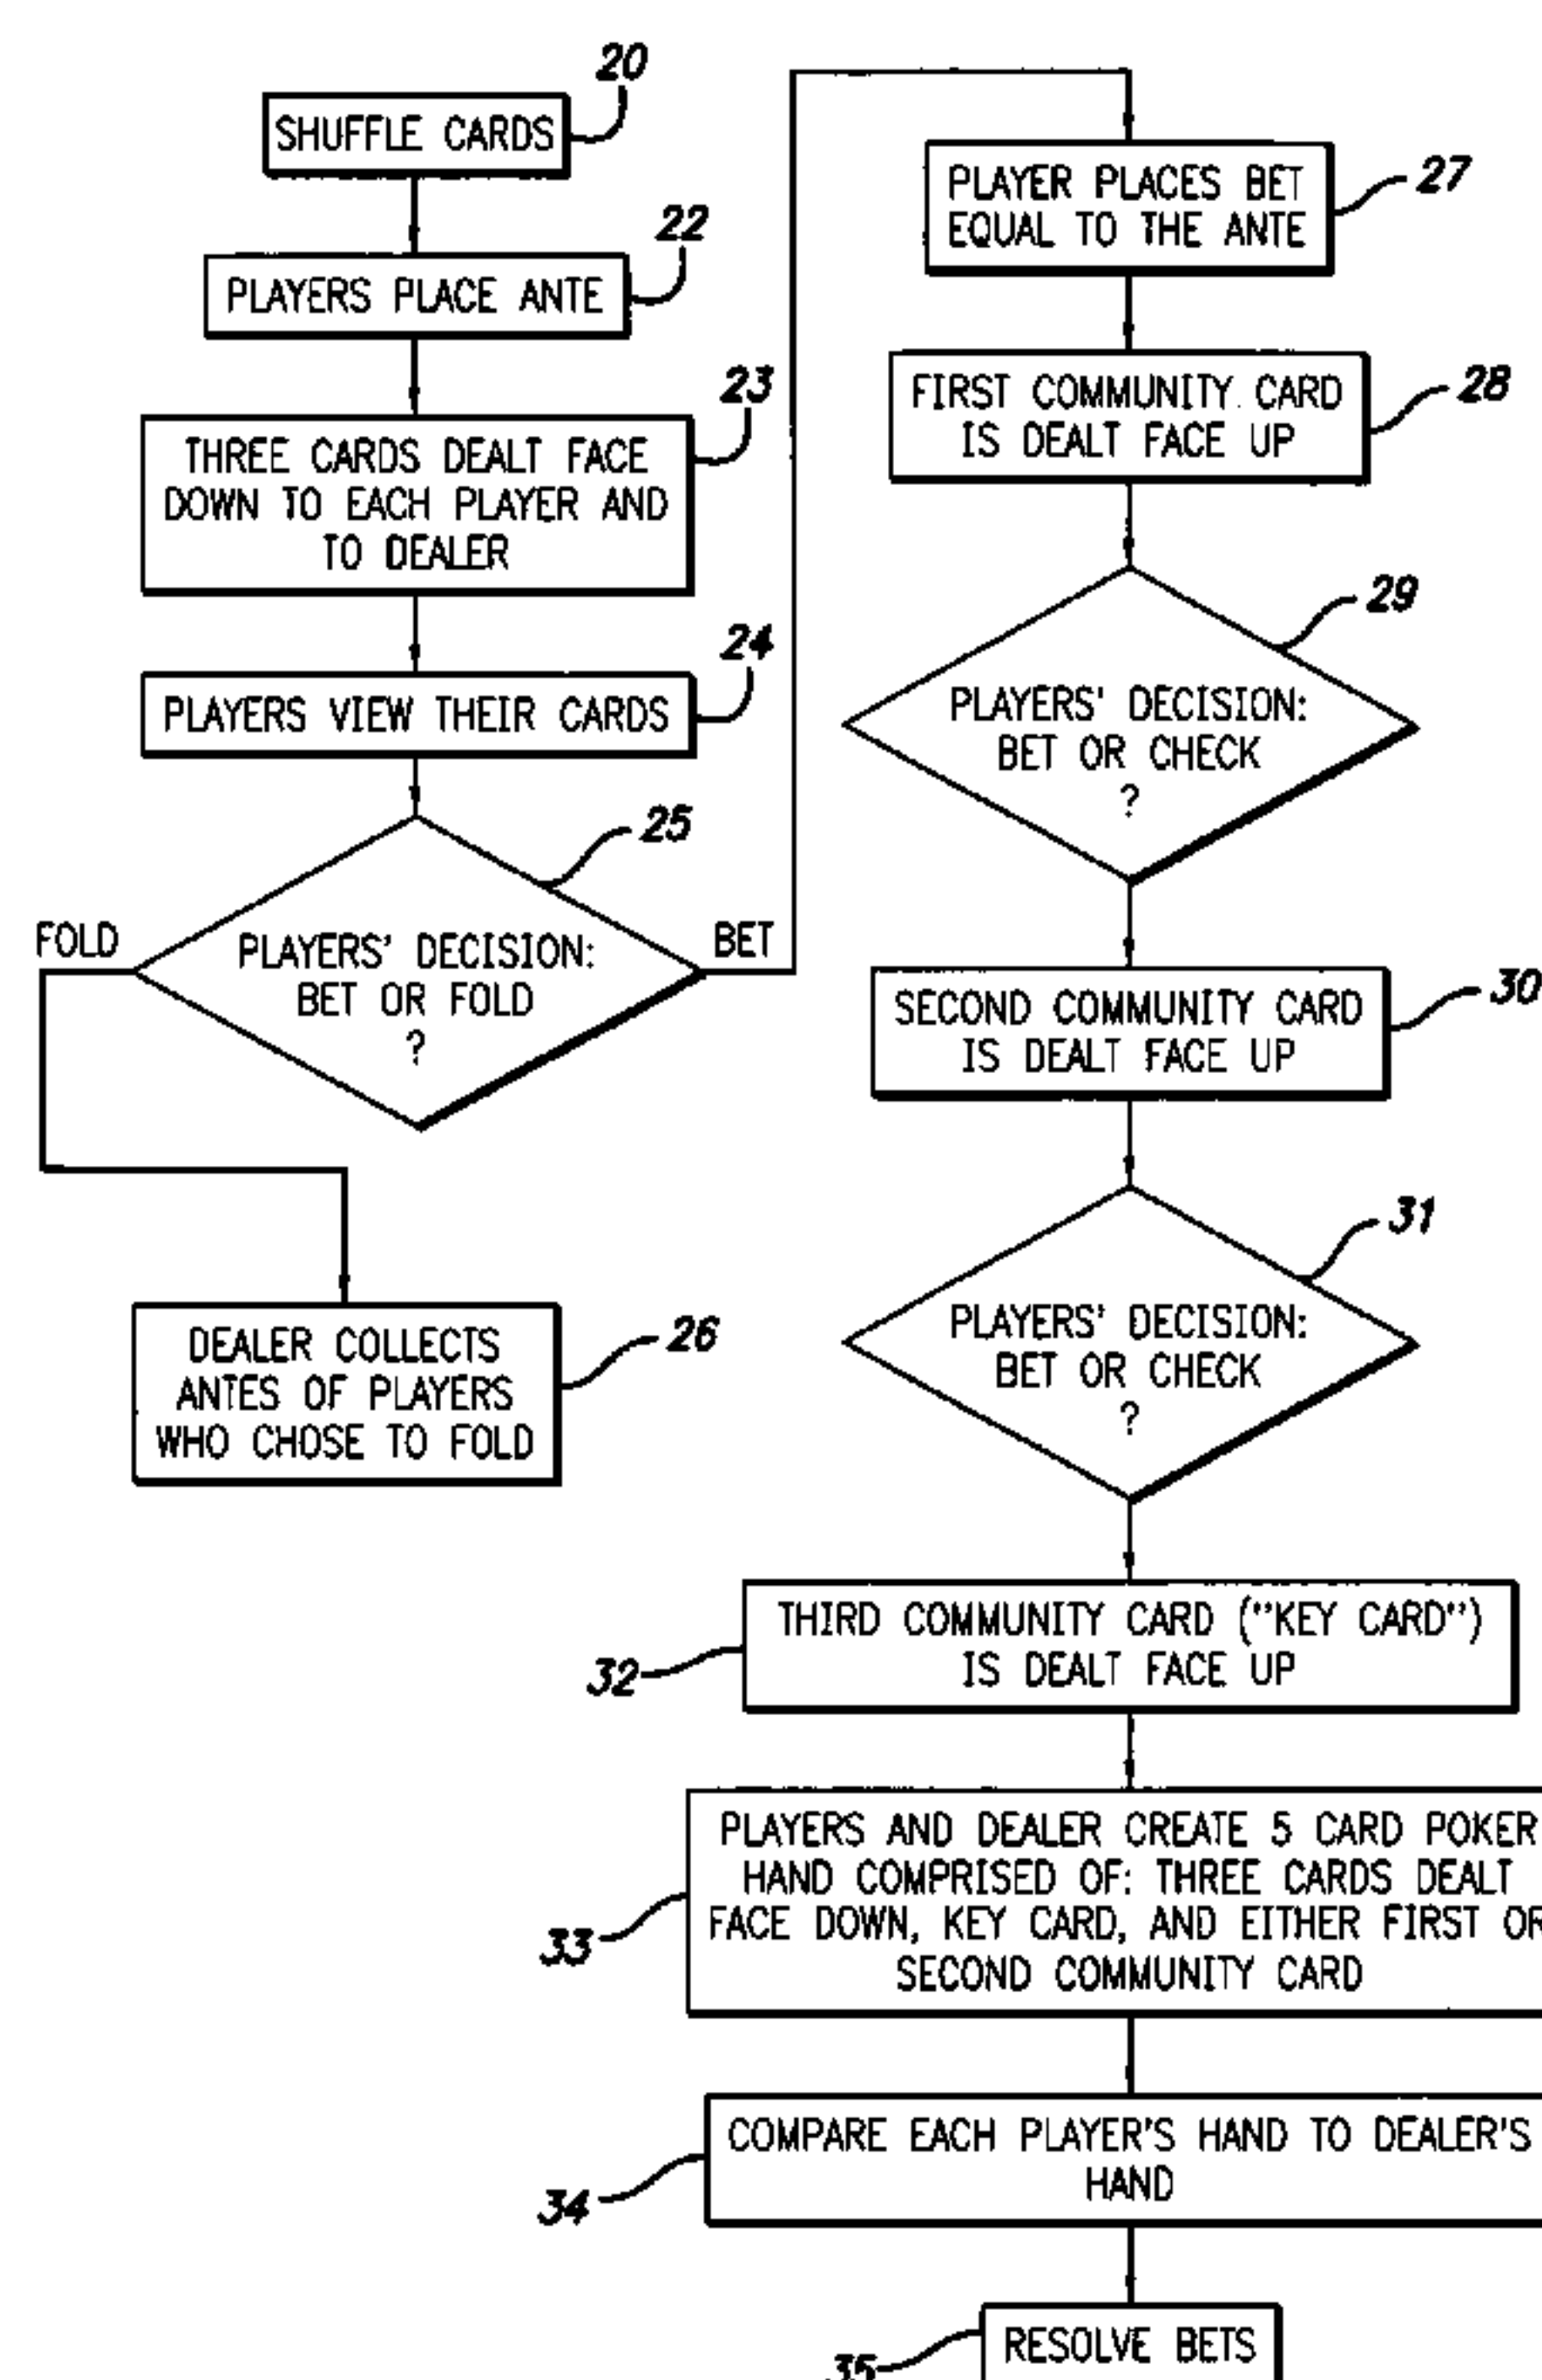 20
SHUFFLE CARDS
22
PLAYERS PLACE ANTE
23
THREE CARDS DEALT FACE
DOWN TO EACH PLAYER AND
TO DEALER
24
PLAYERS VIEW THEIR CARDS
25
FOLD
PLAYERS' DECISION:
BET OR FOLD
?
BET
DEALER COLLECTS
ANTES OF PLAYERS
WHO CHOSE TO FOLD
26
PLAYER PLACES BET
EQUAL TO THE ANTE
27
FIRST COMMUNITY CARD
IS DEALT FACE UP
28
29
PLAYERS' DECISION:
BET OR CHECK
?
SECOND COMMUNITY CARD
IS DEALT FACE UP
30
31
PLAYERS' DECISION:
BET OR CHECK
?
THIRD COMMUNITY CARD ("KEY CARD")
IS DEALT FACE UP
32
PLAYERS AND DEALER CREATE 5 CARD POKER
HAND COMPRISED OF: THREE CARDS DEALT
FACE DOWN, KEY CARD, AND EITHER FIRST OR
SECOND COMMUNITY CARD
33
COMPARE EACH PLAYER'S HAND TO DEALER'S
HAND
34
RESOLVE BETS
35